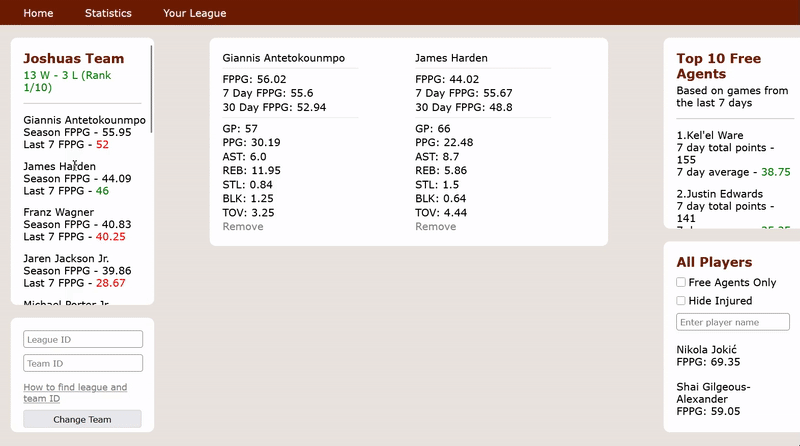 Home Statistics Your League
Joshuas Team
13 W - 3 L (Rank
1/10)
Giannis Antetokounmpo
Season FPPG - 55.95
Last 7 FPPG - 52
James Harden
Season FPPG - 44.09
Last 7 FPPG - 46
Franz Wagner
Season FPPG - 40.83
Last 7 FPPG - 40.25
Jaren Jackson Jr.
Season FPPG - 39.86
Last 7 FPPG - 28.67
Michael Porter Jr.
League ID
Team ID
How to find league and
team ID
Change Team
Giannis Antetokounmpo
FPPG: 56.02
7 Day FPPG: 55.6
30 Day FPPG: 52.94
GP: 57
PPG: 30.19
AST: 6.0
REB: 11.95
STL: 0.84
BLK: 1.25
TOV: 3.25
Remove
James Harden
FPPG: 44.02
7 Day FPPG: 55.67
30 Day FPPG: 48.8
GP: 66
PPG: 22.48
AST: 8.7
REB: 5.86
STL: 1.5
BLK: 0.64
TOV: 4.44
Remove
Top 10 Free
Agents
Based on games from
the last 7 days
1.Kel'el Ware
7 day total points -
155
7 day average - 38.75
2.Justin Edwards
7 day total points -
141
All Players
Free Agents Only
Hide Injured
Enter player name
Nikola Jokić
FPPG: 69.35
Shai Gilgeous-
Alexander
FPPG: 59.05